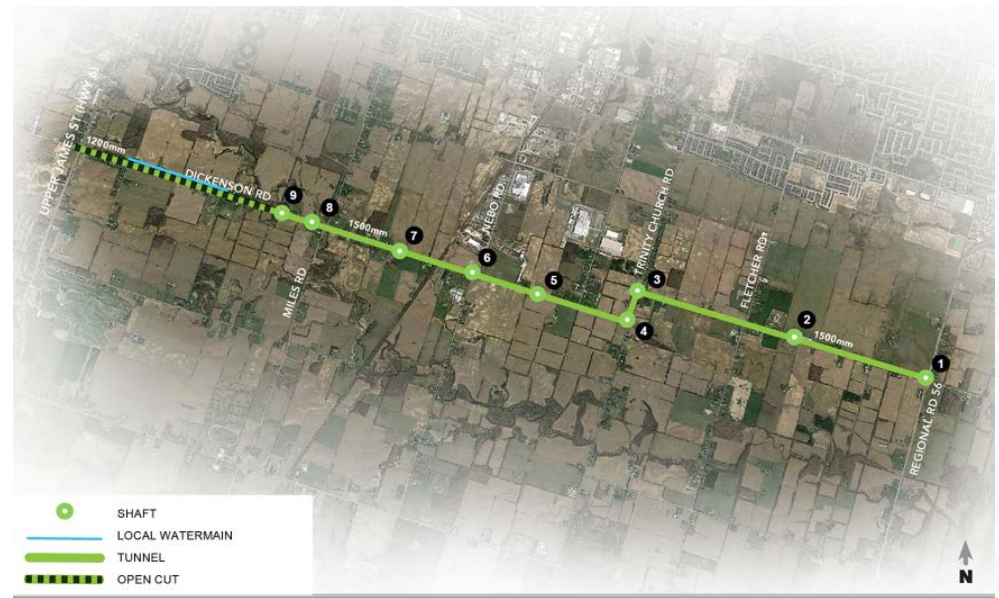 UPPER JAMES ST (HWY 6)
1200mm
DICKENSON RD
9
8
1500mm
7
MILES RD
NEBO RD
6
5
TRINITY CHURCH RD
3
4
FLETCHER RD
2
1500mm
1
REGIONAL RD 56
SHAFT
LOCAL WATERMAIN
TUNNEL
OPEN CUT
N